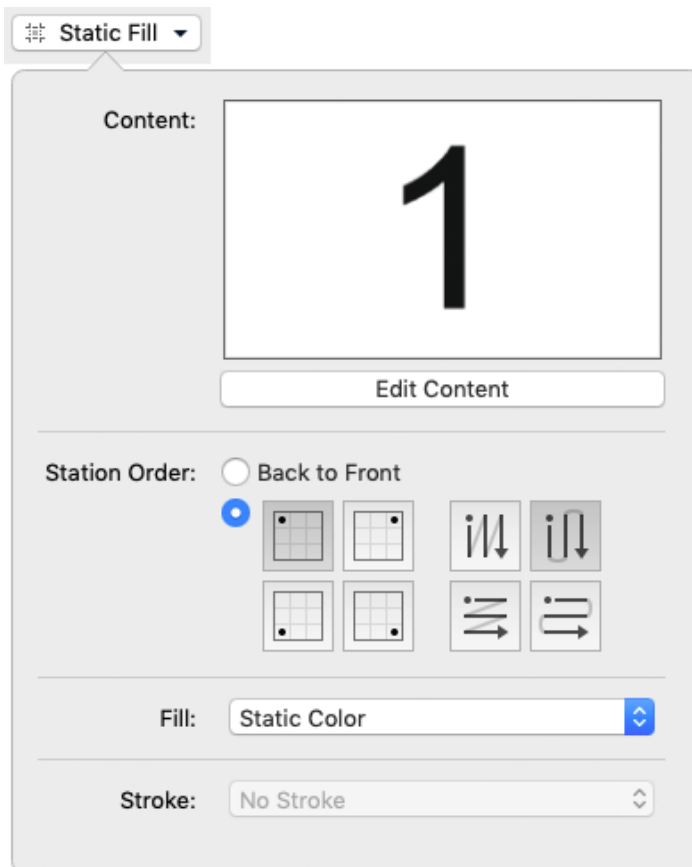 Static Fill
Content:
1
Edit Content
Station Order:
Back to Front
Fill:
Static Color
Stroke:
No Stroke